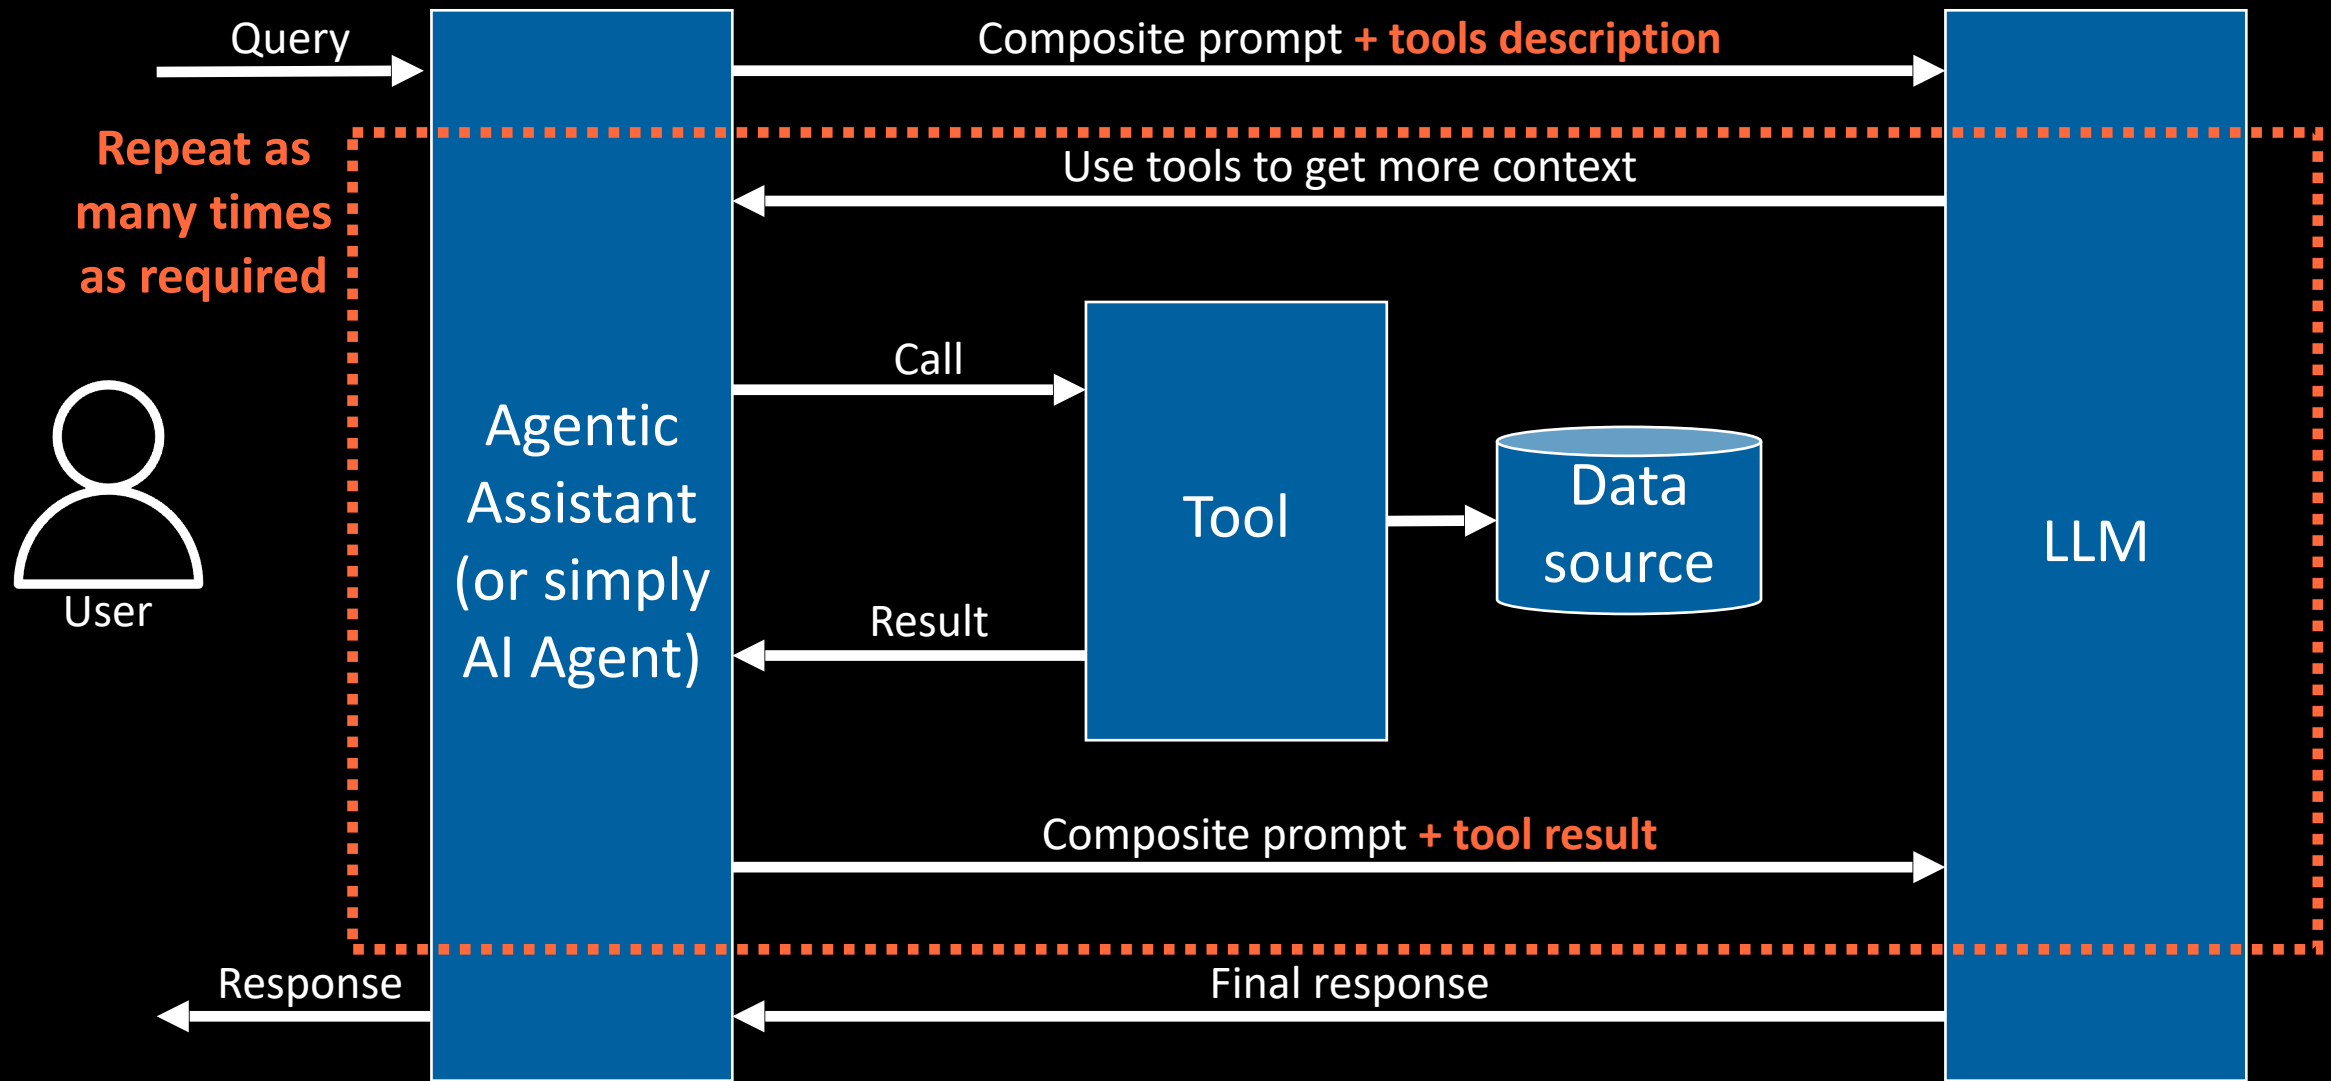 Query
Composite prompt + tools description
Repeat as
many times
as required
Use tools to get more context
Call
Agentic
Assistant
(or simply
AI Agent)
Tool
Data
source
LLM
User
Result
Composite prompt + tool result
Response
Final response